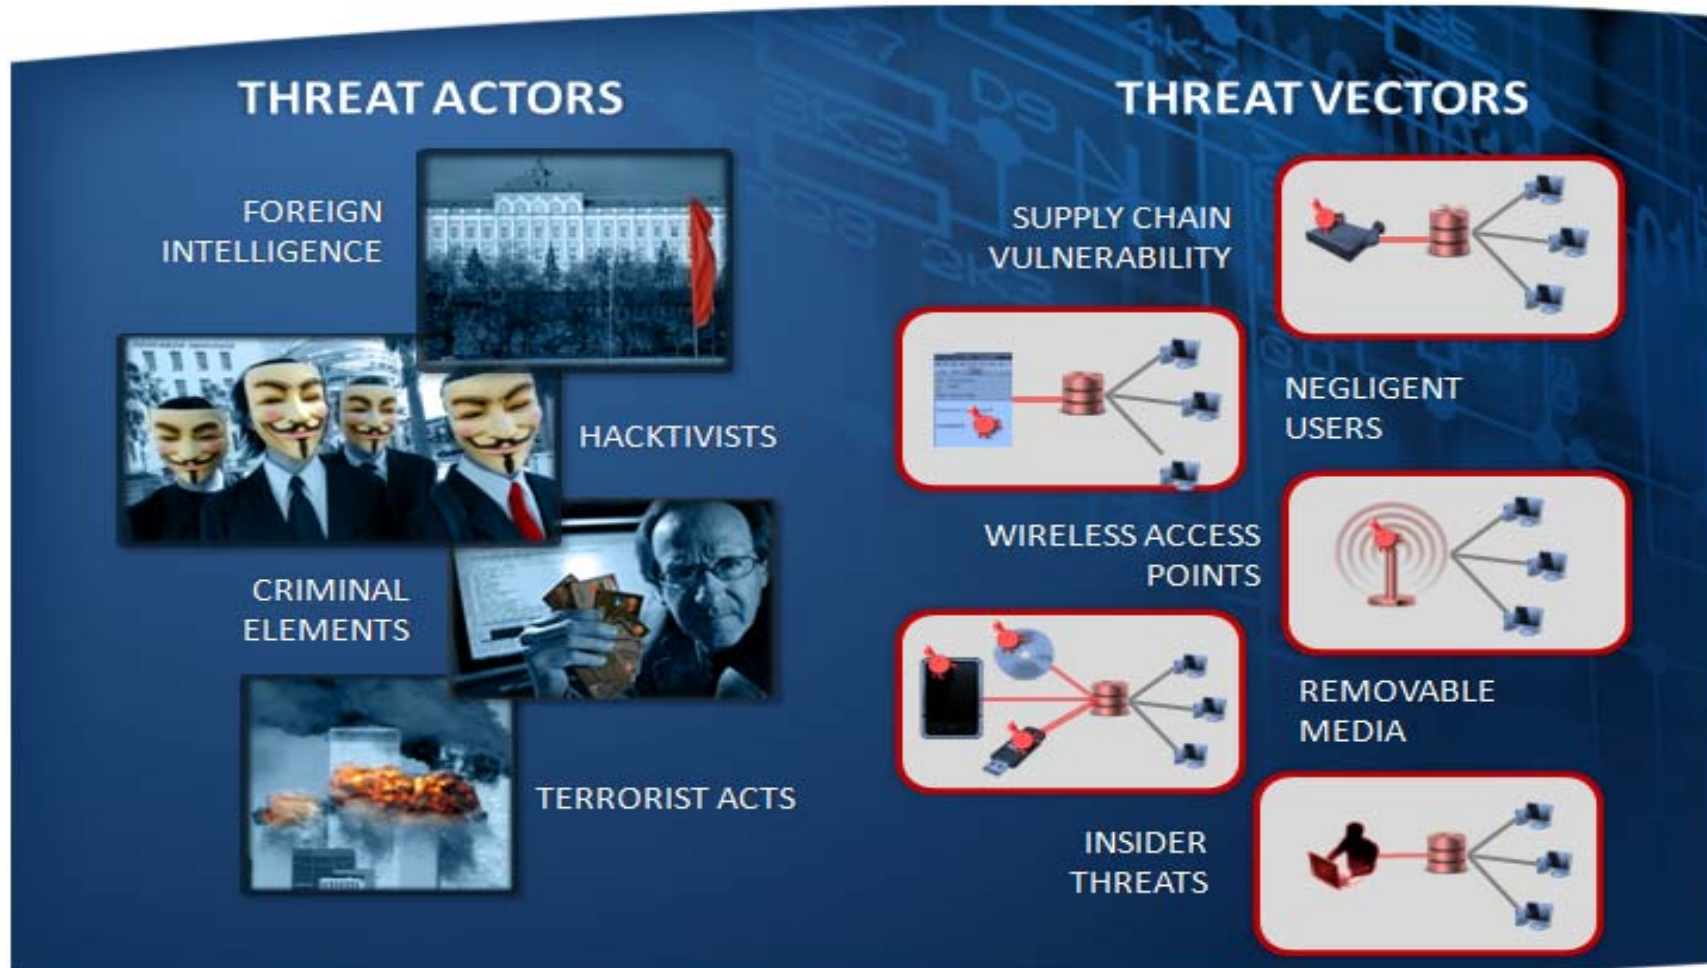 THREAT ACTORS
FOREIGN
INTELLIGENCE
HACKTIVISTS
CRIMINAL
ELEMENTS
TERRORIST ACTS
THREAT VECTORS
SUPPLY CHAIN
VULNERABILITY
NEGLIGENT
USERS
WIRELESS ACCESS
POINTS
REMOVABLE
MEDIA
INSIDER
THREATS